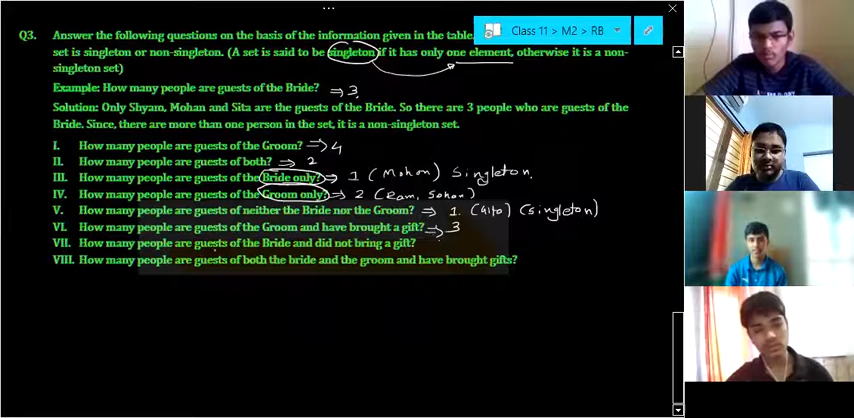 Q3. Answer the following questions on the basis of the information given in the table.
Class 11 > M2 > RB
set is singleton or non-singleton. (A set is said to be singleton if it has only one element, otherwise it is a non-
singleton set)
Example: How many people are guests of the Bride? ⇒ 3.
Solution: Only Shyam, Mohan and Sita are the guests of the Bride. So there are 3 people who are guests of the
Bride. Since, there are more than one person in the set, it is a non-singleton set.
I. How many people are guests of the Groom? ⇒ 4
II. How many people are guests of both? ⇒ 2
III. How many people are guests of the Bride only? ⇒ 1 (Mohan) Singleton.
IV. How many people are guests of the Groom only? ⇒ 2 (Ram, Sohan)
V. How many people are guests of neither the Bride nor the Groom? ⇒ 1. (Gita) (singleton)
VI. How many people are guests of the Groom and have brought a gift? ⇒ 3
VII. How many people are guests of the Bride and did not bring a gift?
VIII. How many people are guests of both the bride and the groom and have brought gifts?